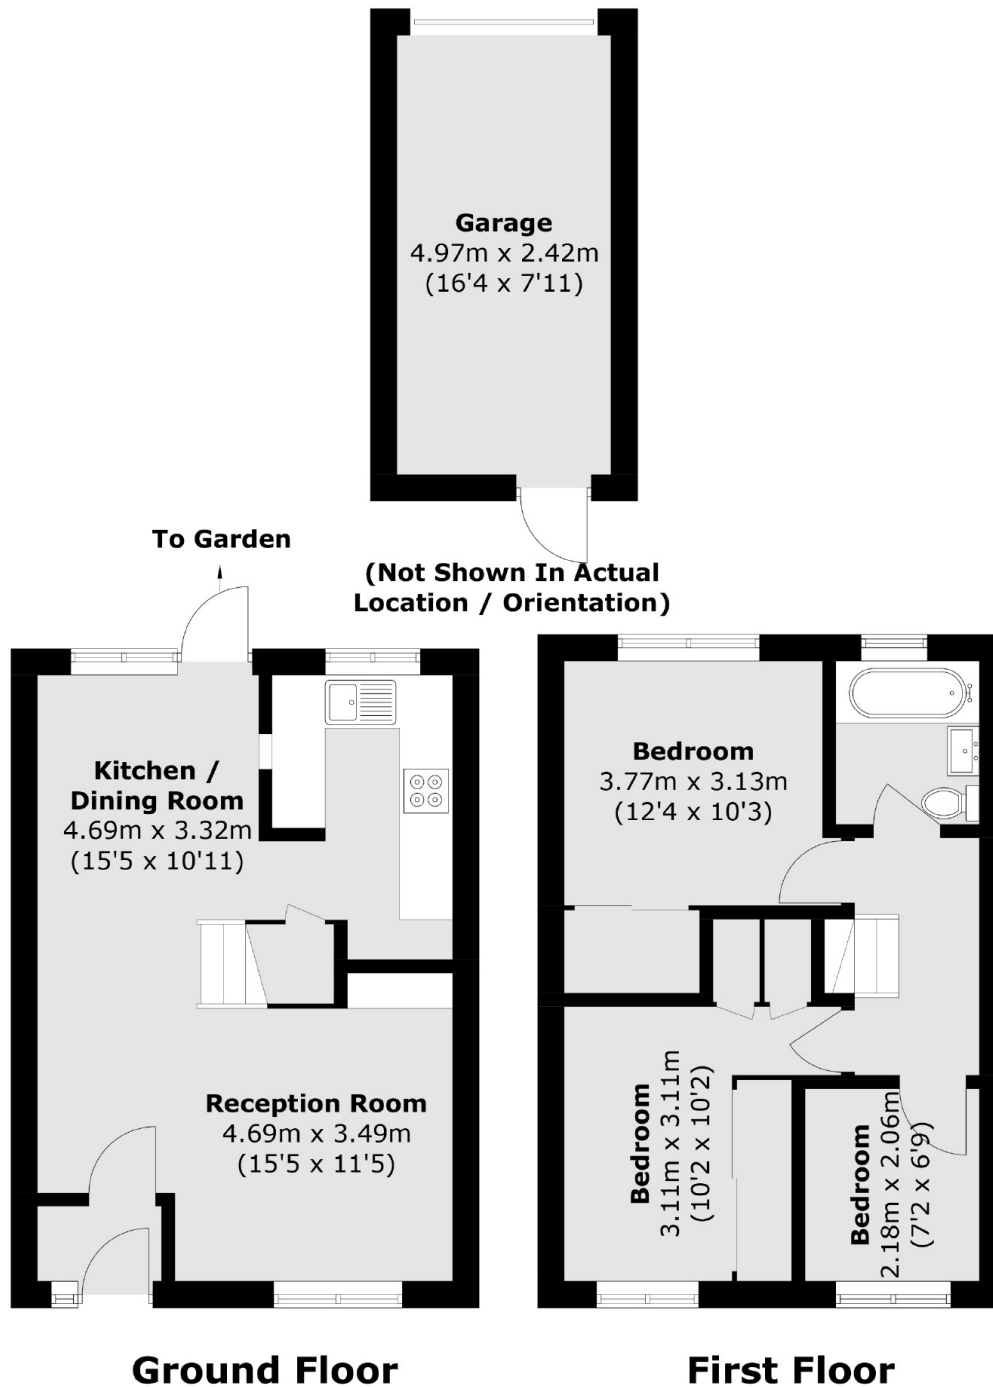 Garage
4.97m x 2.42m
(16'4 x 7'11)
To Garden
(Not Shown In Actual
Location / Orientation)
Kitchen /
Dining Room
4.69m x 3.32m
(15'5 x 10'11)
Reception Room
4.69m x 3.49m
(15'5 x 11'5)
Bedroom
3.77m x 3.13m
(12'4 x 10'3)
Bedroom
3.11m x 3.11m
(10'2 x 10'2)
Bedroom
2.18m x 2.06m
(7'2 x 6'9)
Ground Floor
First Floor